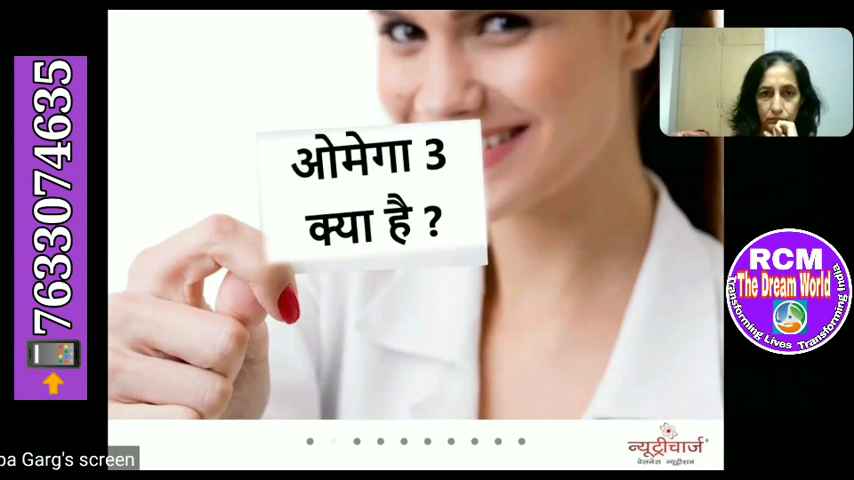 7633074635
ओमेगा 3
क्या है ?
RCM
The Dream World
Transforming Lives Transforming India
न्यूट्रीचार्ज
वेलनेस न्यूट्रीशन
pa Garg's screen